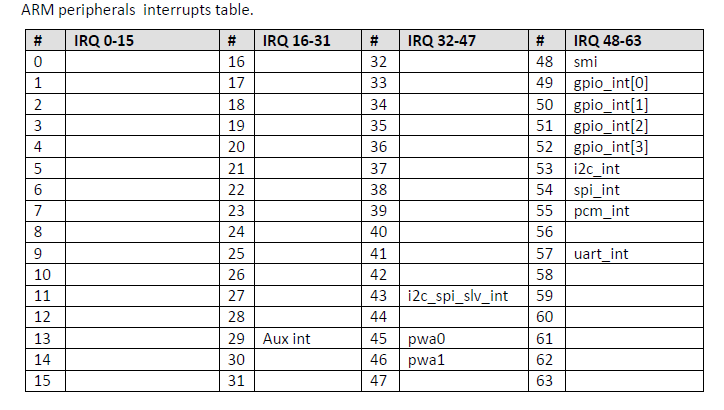 ARM peripherals interrupts table.
# IRQ 0-15 # IRQ 16-31 # IRQ 32-47 # IRQ 48-63
0 16 32 48 smi
1 17 33 49 gpio_int[0]
2 18 34 50 gpio_int[1]
3 19 35 51 gpio_int[2]
4 20 36 52 gpio_int[3]
5 21 37 53 i2c_int
6 22 38 54 spi_int
7 23 39 55 pcm_int
8 24 40 56
9 25 41 57 uart_int
10 26 42 58
11 27 43 i2c_spi_slv_int 59
12 28 44 60
13 29 Aux int 45 pwa0 61
14 30 46 pwa1 62
15 31 47 63